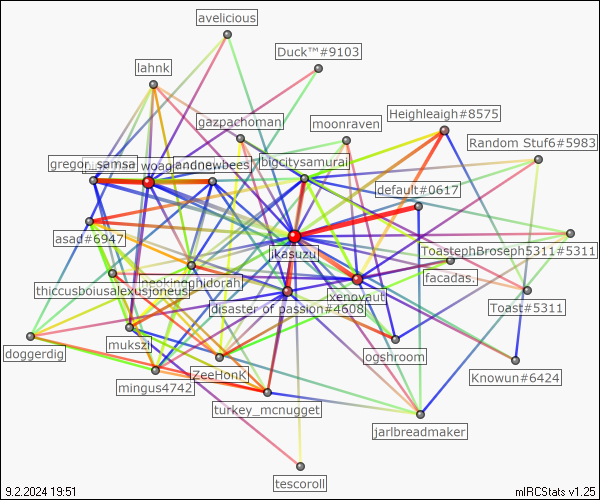 avelicious
Duck™#9103
lahnk
Heighleaigh#8575
gazpachoman
moonraven
Random Stuf6#5983
gregor_samsa
woag
andnewbees
bigcitysamurai
default#0617
asad#6947
jkasuzu
ToastephBroseph5311#5311
thiccusboiusalexusjoneus
neokingghidorah
facadas.
xenovaut
Toast#5311
disaster of passion#4608
mukszi
doggerdig
ogshroom
ZeeHonK
mingus4742
Knowun#6424
turkey_mcnugget
jarlbreadmaker
tescoroll
9.2.2024 19:51
mIRCStats v1.25